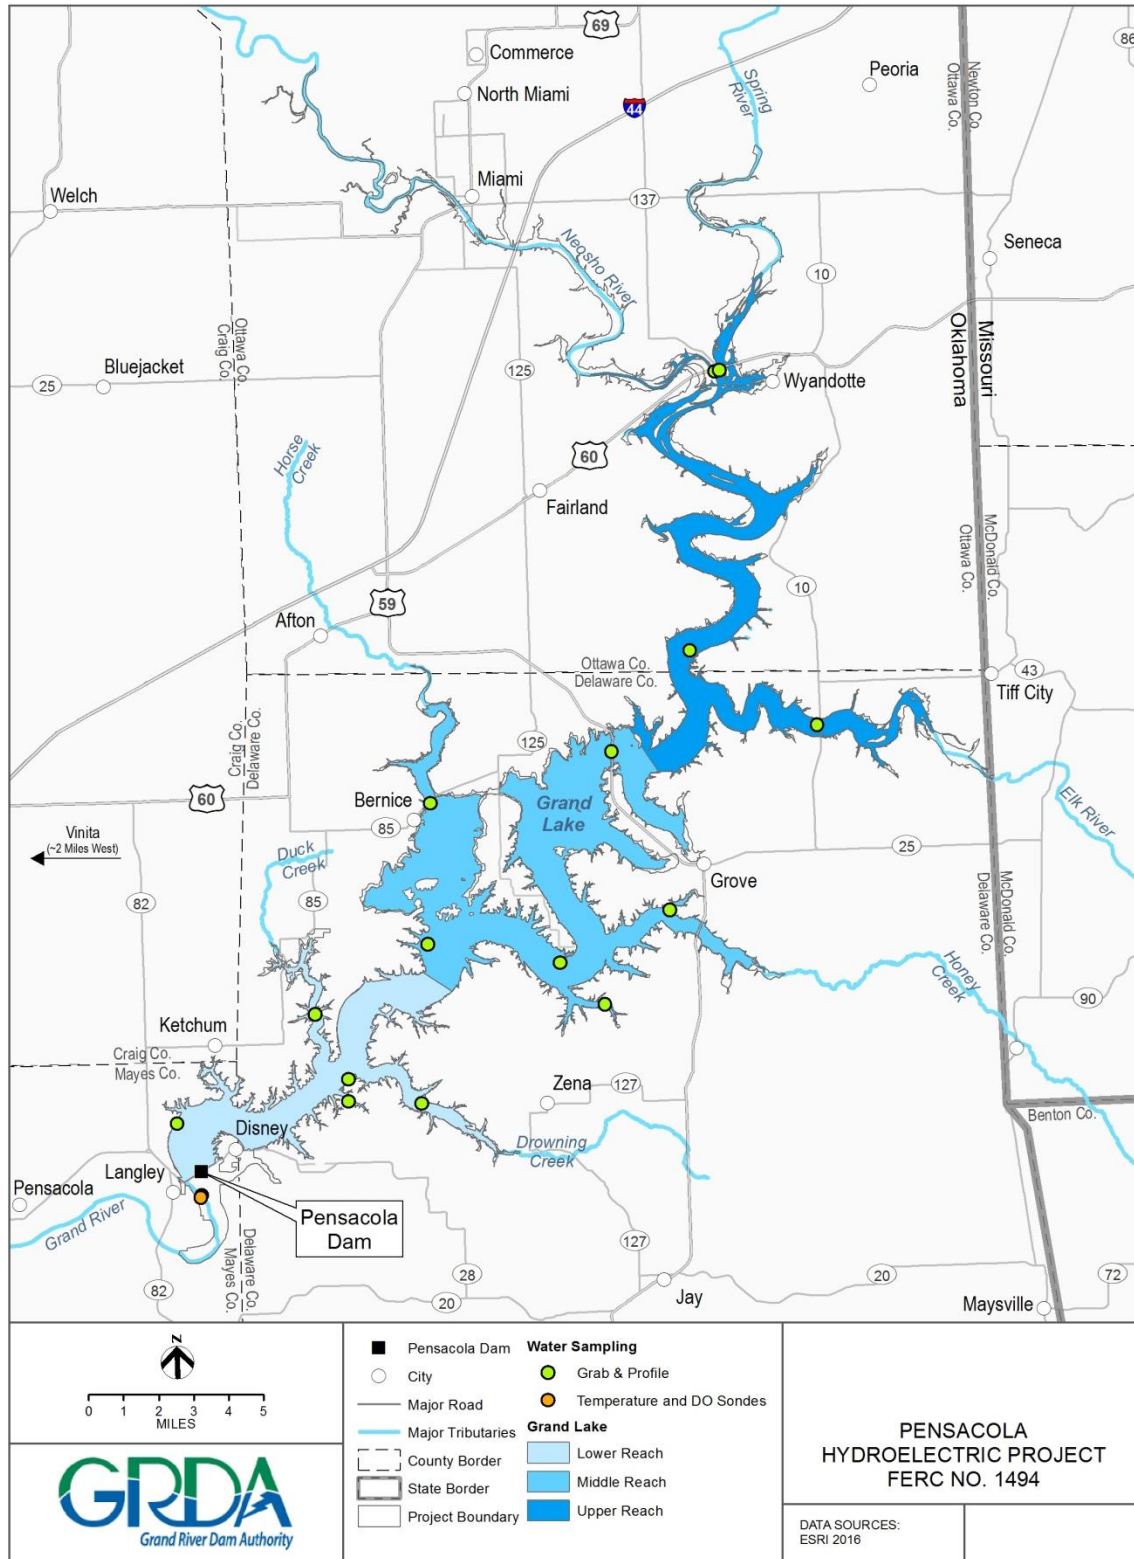 69
Commerce
86
Peoria
Spring
River
Newton Co.
Ottawa Co.
North Miami
44
Miami
Welch
137
Neosho River
Seneca
10
Ottawa Co.
Craig Co.
Missouri
Oklahoma
Bluejacket
25
125
Wyandotte
Horse
Creek
60
Fairland
McDonald Co.
Ottawa Co.
10
59
Afton
Ottawa Co.
Delaware Co.
43
Tiff City
Craig Co.
Delaware Co.
125
60
Bernice
85
Grand
Lake
Elk River
Vinita
(~2 Miles West)
Duck
Creek
25
Grove
82
85
McDonald Co.
Delaware Co.
Honey
Creek
90
Ketchum
Craig Co.
Mayes Co.
Zena
127
Benton Co.
Disney
Drowning
Creek
Langley
Pensacola
Grand River
Pensacola
Dam
Delaware Co.
Mayes Co.
127
82
28
20
20
72
Jay
Maysville
N
0 1 2 3 4 5
MILES
GRDA
Grand River Dam Authority
Pensacola Dam
City
Major Road
Major Tributaries
County Border
State Border
Project Boundary
Water Sampling
Grab & Profile
Temperature and DO Sondes
Grand Lake
Lower Reach
Middle Reach
Upper Reach
PENSACOLA
HYDROELECTRIC PROJECT
FERC NO. 1494
DATA SOURCES:
ESRI 2016